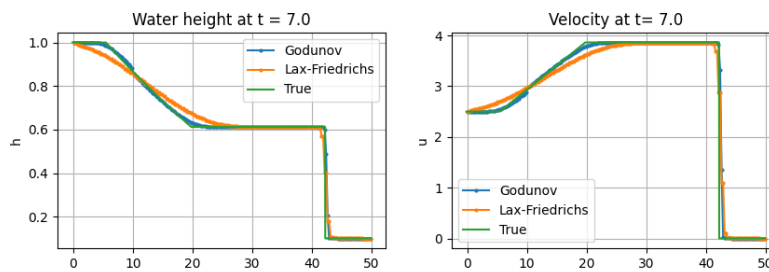 Water height at t = 7.0
1.0
0.8
0.6
0.4
0.2
h
0 10 20 30 40 50
Godunov
Lax-Friedrichs
True
Velocity at t= 7.0
4
3
2
1
0
u
0 10 20 30 40 50
Godunov
Lax-Friedrichs
True